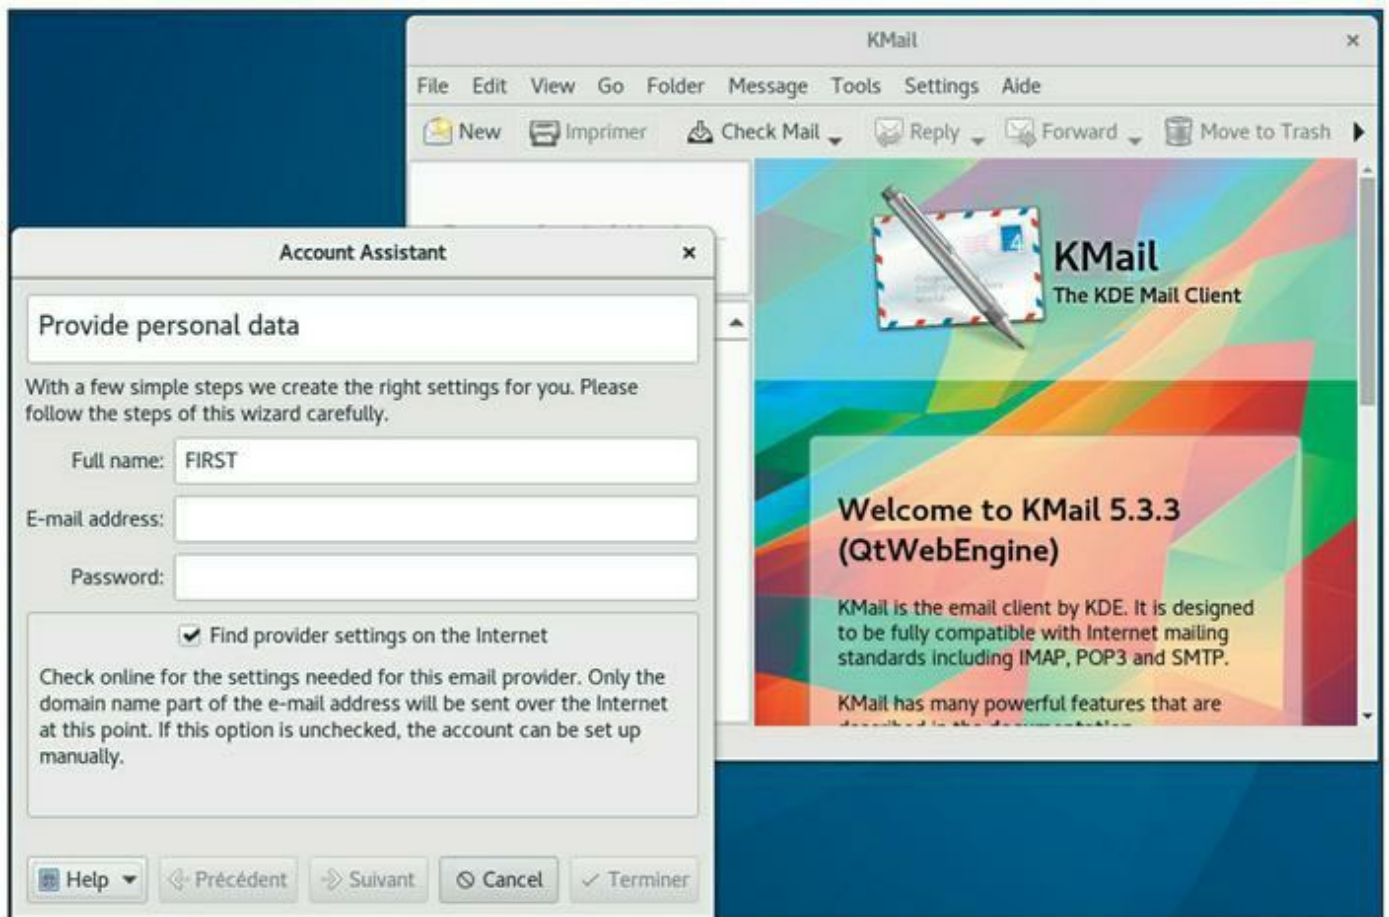 KMail
File Edit View Go Folder Message Tools Settings Aide
New Imprimer Check Mail Reply Forward Move to Trash
KMail
The KDE Mail Client
Welcome to KMail 5.3.3
(QtWebEngine)
KMail is the email client by KDE. It is designed
to be fully compatible with Internet mailing
standards including IMAP, POP3 and SMTP.
KMail has many powerful features that are
Account Assistant
Provide personal data
With a few simple steps we create the right settings for you. Please
follow the steps of this wizard carefully.
Full name: FIRST
E-mail address:
Password:
Find provider settings on the Internet
Check online for the settings needed for this email provider. Only the
domain name part of the e-mail address will be sent over the Internet
at this point. If this option is unchecked, the account can be set up
manually.
Help Précédent Suivant Cancel Terminer